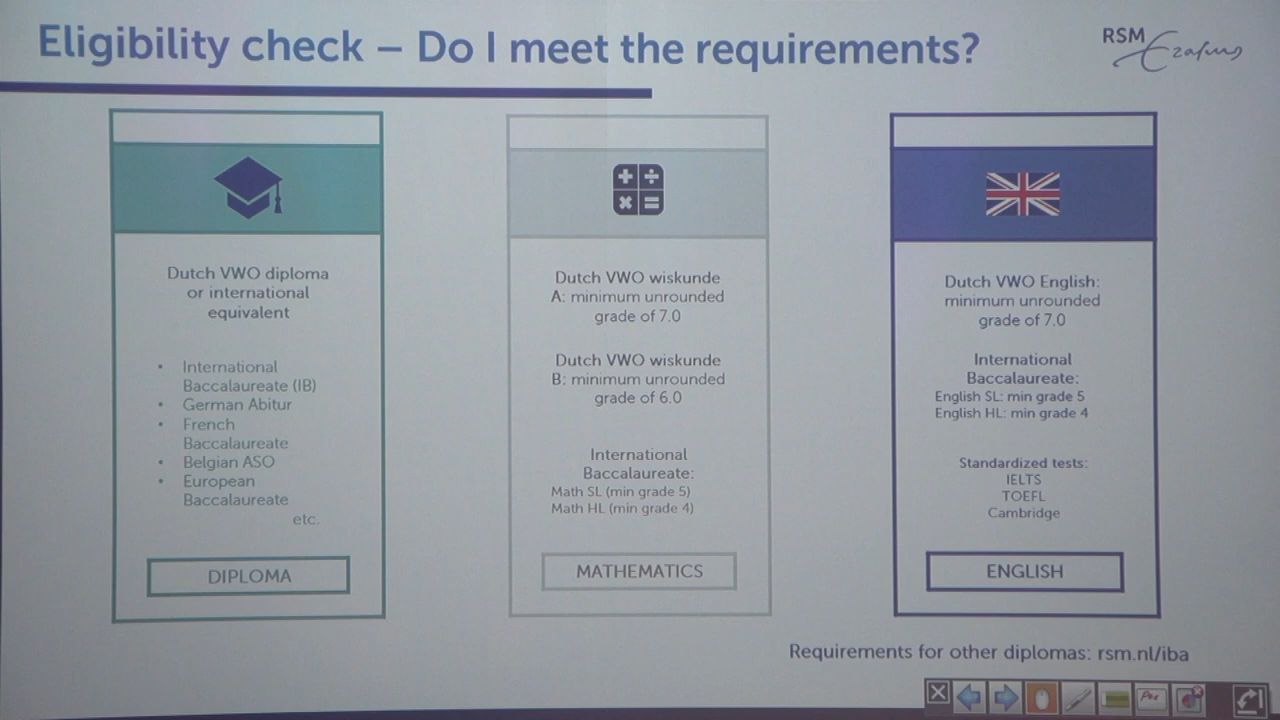 Eligibility check – Do I meet the requirements?
RSM
Erasmus
Dutch VWO diploma
or international
equivalent
• International
Baccalaureate (IB)
• German Abitur
• French
Baccalaureate
• Belgian ASO
• European
Baccalaureate
etc.
DIPLOMA
Dutch VWO wiskunde
A: minimum unrounded
grade of 7.0
Dutch VWO wiskunde
B: minimum unrounded
grade of 6.0
International
Baccalaureate:
Math SL (min grade 5)
Math HL (min grade 4)
MATHEMATICS
Dutch VWO English:
minimum unrounded
grade of 7.0
International
Baccalaureate:
English SL: min grade 5
English HL: min grade 4
Standardized tests:
IELTS
TOEFL
Cambridge
ENGLISH
Requirements for other diplomas: rsm.nl/iba